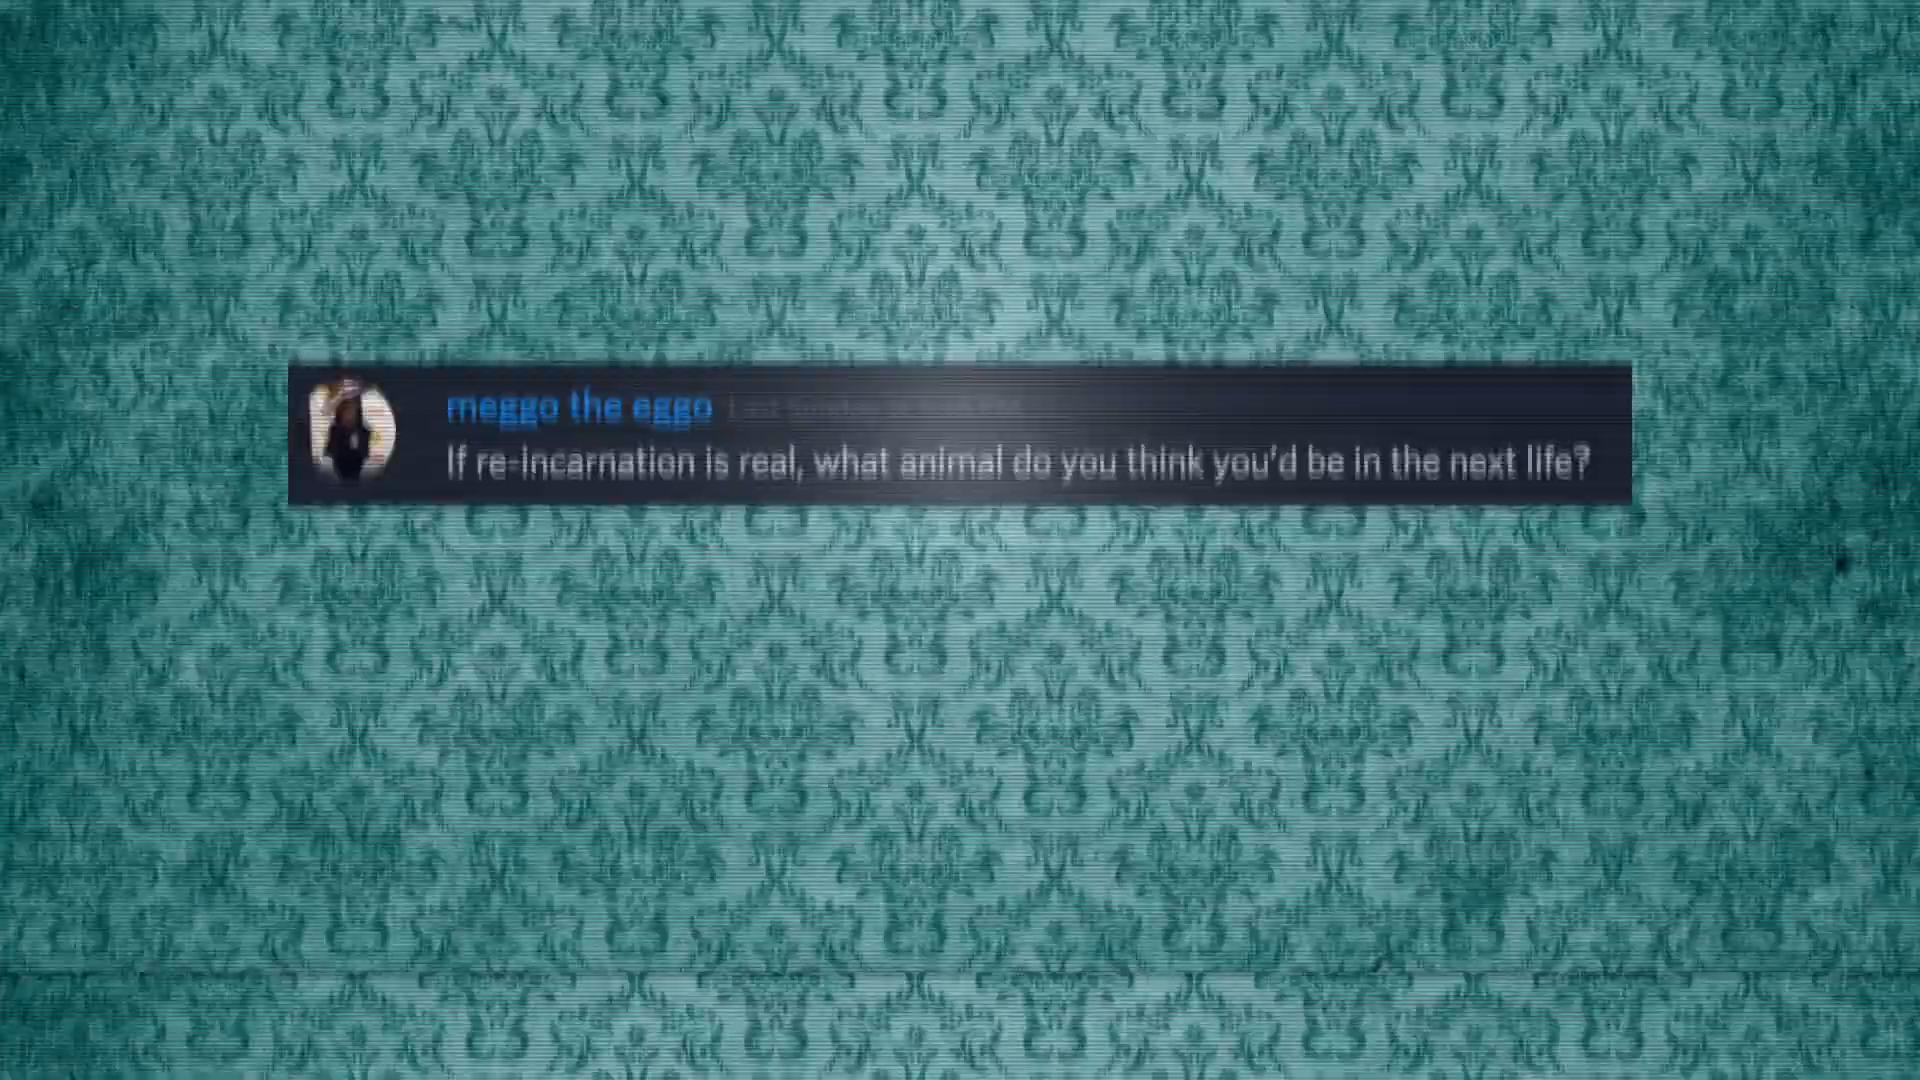 meggo the eggo
If re-incarnation is real, what animal do you think you'd be in the next life?